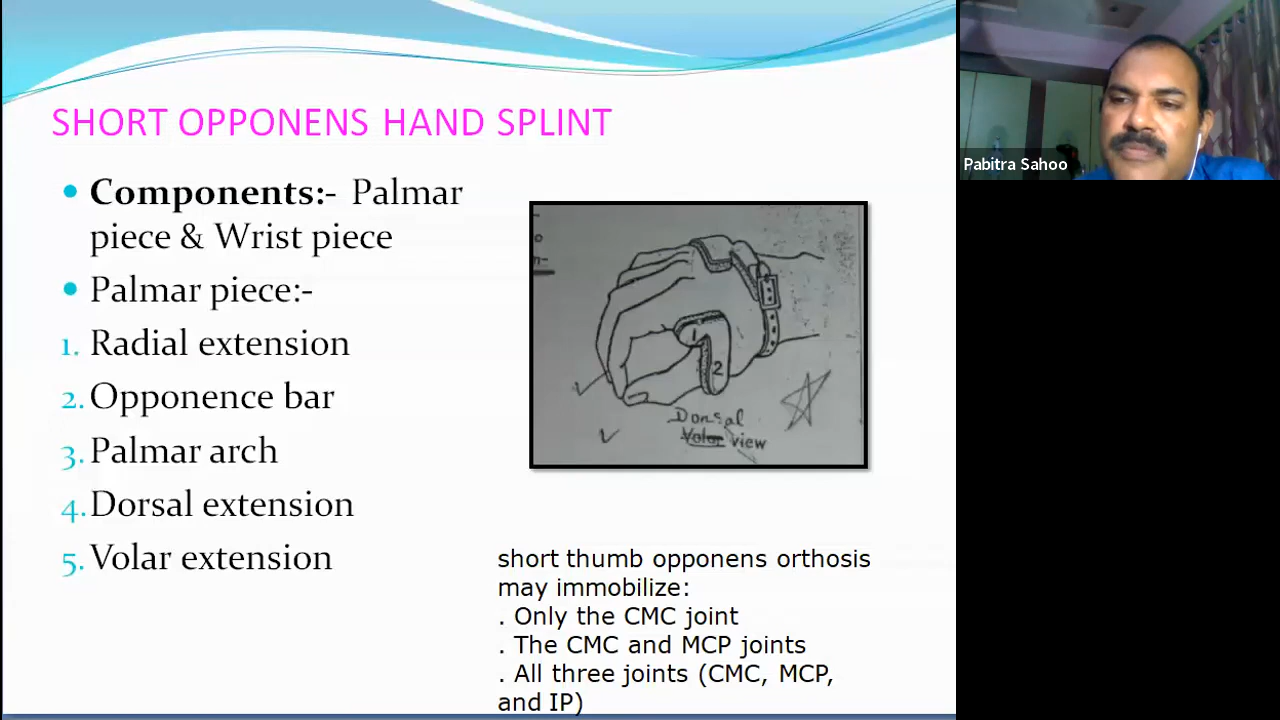 SHORT OPPONENS HAND SPLINT
Pabitra Sahoo
• Components:- Palmar
piece & Wrist piece
• Palmar piece:-
1. Radial extension
2. Opponence bar
3. Palmar arch
4. Dorsal extension
5. Volar extension
1
2
Dorsal
Volar view
short thumb opponens orthosis
may immobilize:
. Only the CMC joint
. The CMC and MCP joints
. All three joints (CMC, MCP,
and IP)